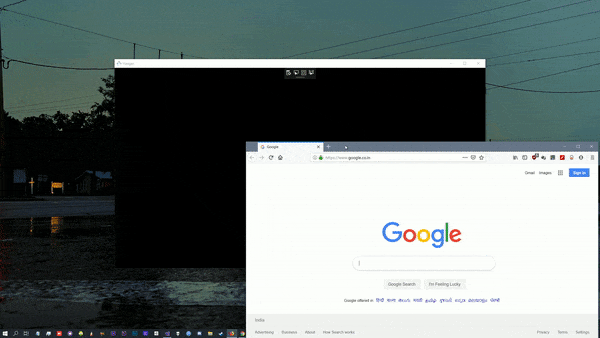 Google
Google
https://www.google.co.in
Gmail Images Sign in
Google
Google Search I'm Feeling Lucky
Google offered in: हिन्दी বাংলা తెలుగు मराठी தமிழ் ગુજરાતી ಕನ್ನಡ മലയാളം ਪੰਜਾਬੀ
India
Advertising Business About How Search works Privacy Terms Settings